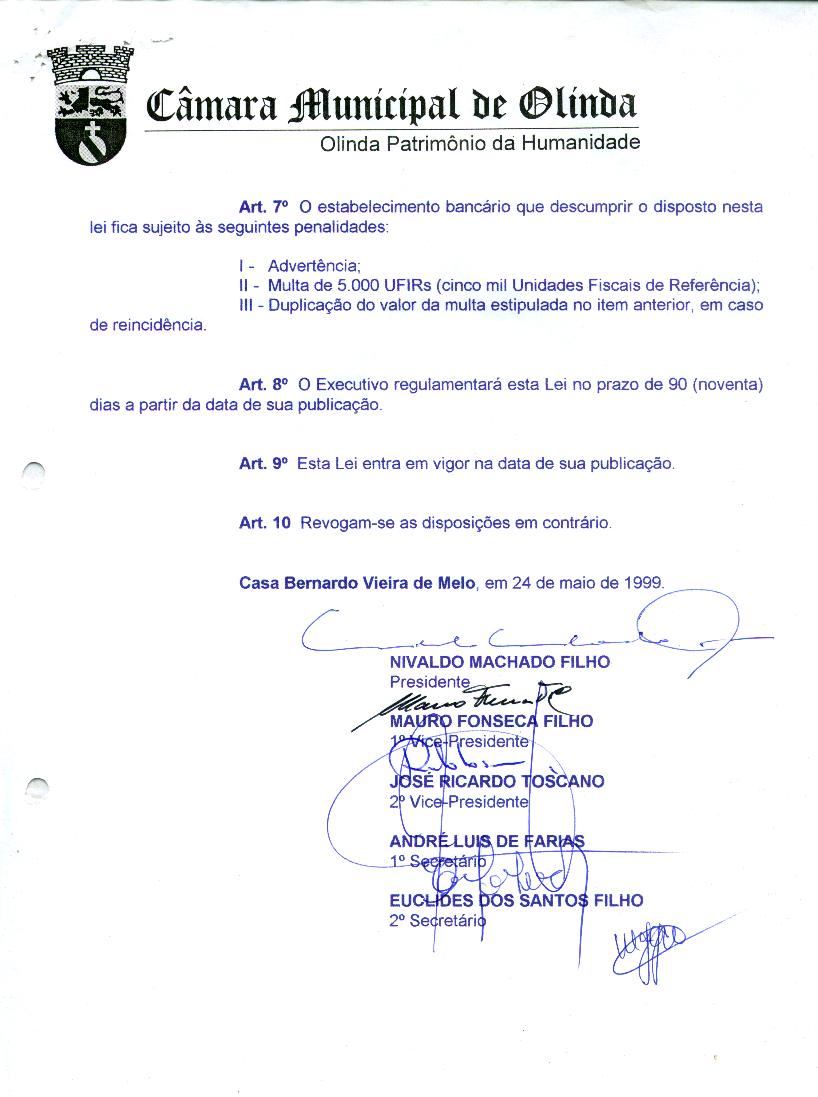 Câmara Municipal de Olinda
Olinda Patrimônio da Humanidade
Art. 7º O estabelecimento bancário que descumprir o disposto nesta
lei fica sujeito às seguintes penalidades:
I - Advertência;
II - Multa de 5.000 UFIRs (cinco mil Unidades Fiscais de Referência);
III - Duplicação do valor da multa estipulada no item anterior, em caso
de reincidência.
Art. 8º O Executivo regulamentará esta Lei no prazo de 90 (noventa)
dias a partir da data de sua publicação.
Art. 9º Esta Lei entra em vigor na data de sua publicação.
Art. 10 Revogam-se as disposições em contrário.
Casa Bernardo Vieira de Melo, em 24 de maio de 1999.
NIVALDO MACHADO FILHO
Presidente
MAURO FONSECA FILHO
1º Vice-Presidente
JOSÉ RICARDO TOSCANO
2º Vice-Presidente
ANDRÉ LUIS DE FARIAS
1º Secretário
EUCLIDES DOS SANTOS FILHO
2º Secretário